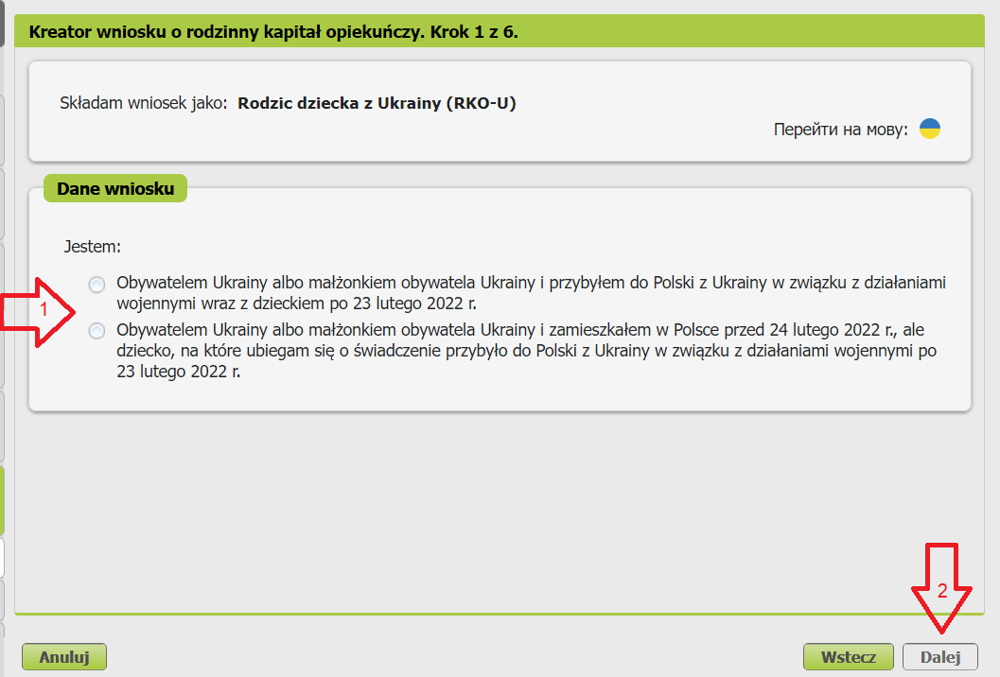 Kreator wniosku o rodzinny kapitał opiekuńczy. Krok 1 z 6.
Składam wniosek jako: Rodzic dziecka z Ukrainy (RKO-U)
Перейти на мову:
Dane wniosku
Jestem:
Obywatelem Ukrainy albo małżonkiem obywatela Ukrainy i przybyłem do Polski z Ukrainy w związku z działaniami
wojennymi wraz z dzieckiem po 23 lutego 2022 r.
1
Obywatelem Ukrainy albo małżonkiem obywatela Ukrainy i zamieszkałem w Polsce przed 24 lutego 2022 r., ale
dziecko, na które ubiegam się o świadczenie przybyło do Polski z Ukrainy w związku z działaniami wojennymi po
23 lutego 2022 r.
2
Anuluj
Wstecz
Dalej